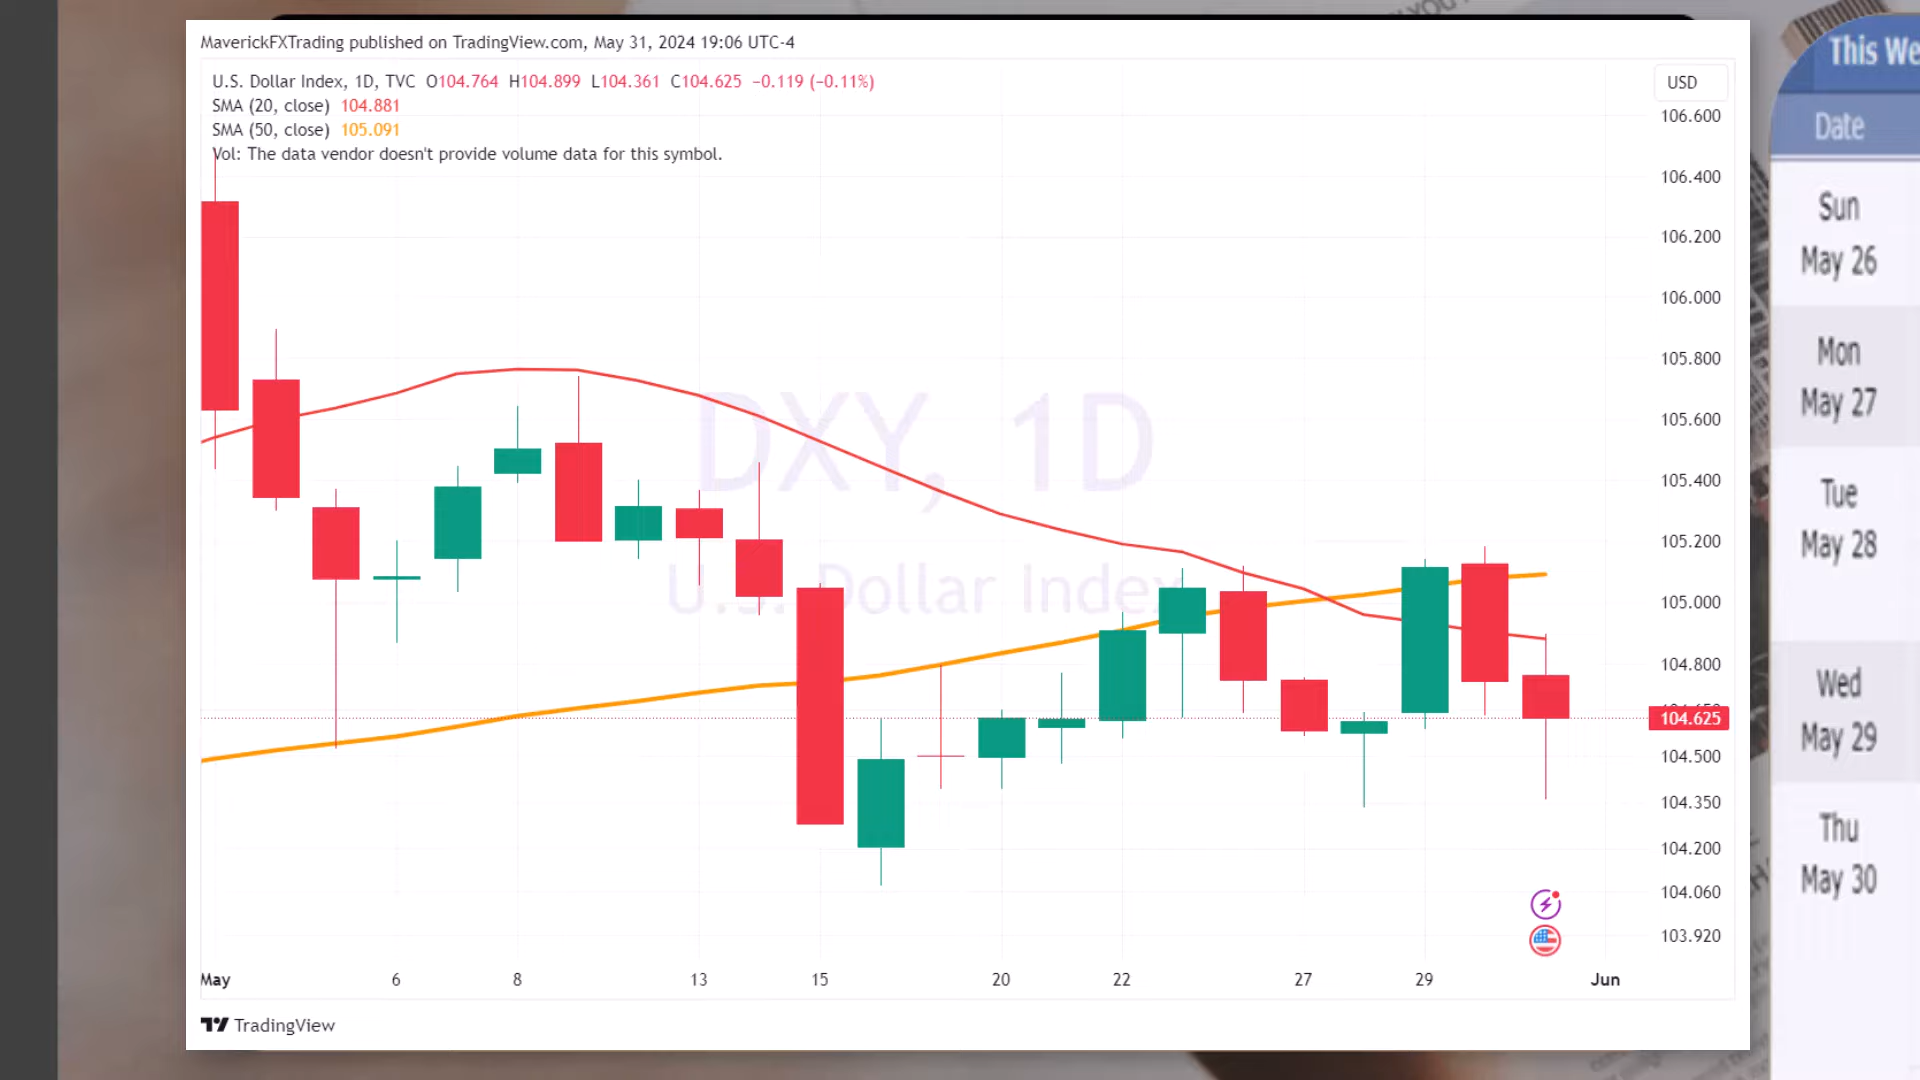 MaverickFXTrading published on TradingView.com, May 31, 2024 19:06 UTC-4
U.S. Dollar Index, 1D, TVC O104.764 H104.899 L104.361 C104.625 −0.119 (−0.11%)
SMA (20, close) 104.881
SMA (50, close) 105.091
Vol: The data vendor doesn't provide volume data for this symbol.
USD
106.600
106.400
106.200
106.000
105.800
105.600
105.400
105.200
105.000
104.800
104.625
104.500
104.350
104.200
104.060
103.920
DXY, 1D
U.S. Dollar Index
May 6 8 13 15 20 22 27 29 Jun
TradingView
Date
Sun
May 26
Mon
May 27
Tue
May 28
Wed
May 29
Thu
May 30
This